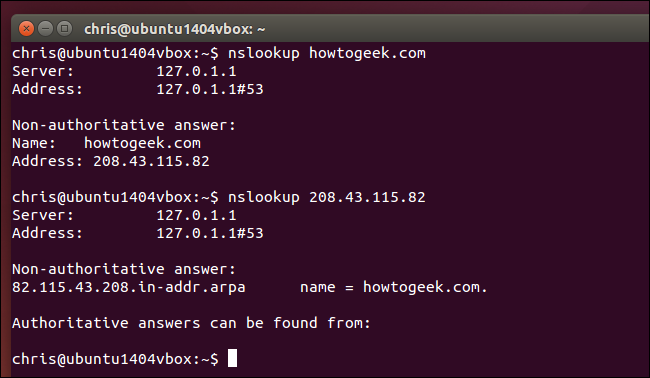 chris@ubuntu1404vbox: ~
chris@ubuntu1404vbox:~$ nslookup howtogeek.com
Server:         127.0.1.1
Address:        127.0.1.1#53
Non-authoritative answer:
Name:   howtogeek.com
Address: 208.43.115.82
chris@ubuntu1404vbox:~$ nslookup 208.43.115.82
Server:         127.0.1.1
Address:        127.0.1.1#53
Non-authoritative answer:
82.115.43.208.in-addr.arpa      name = howtogeek.com.
Authoritative answers can be found from:
chris@ubuntu1404vbox:~$